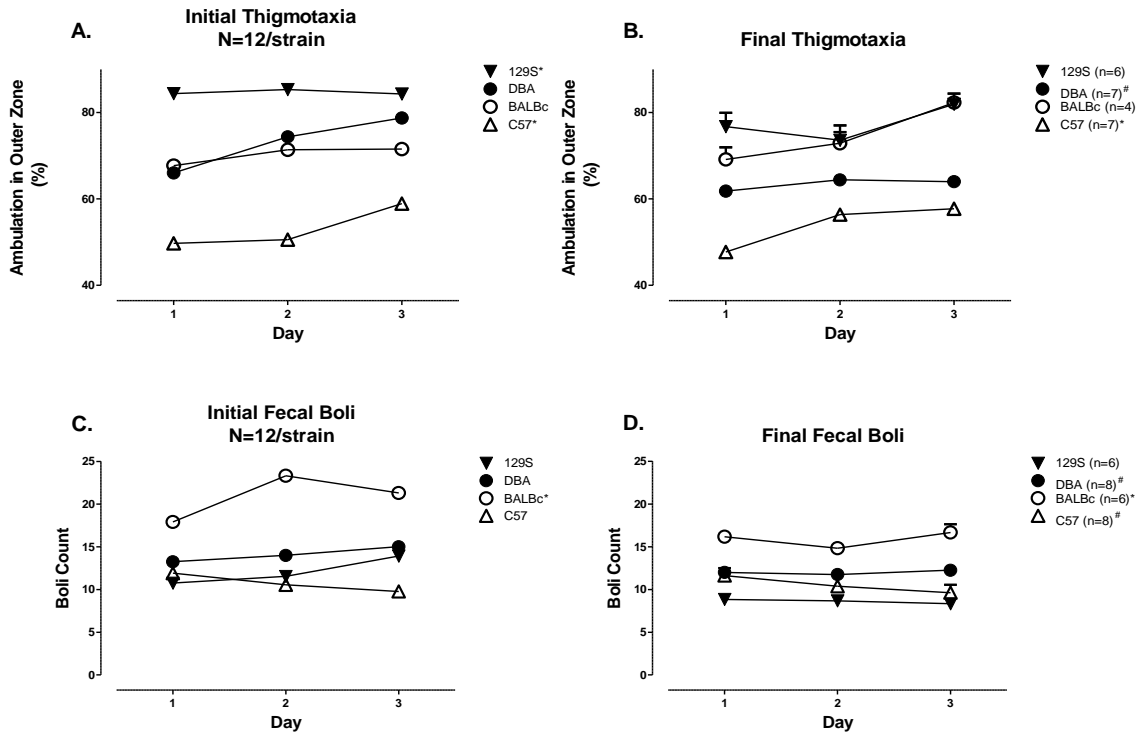 A.
Initial Thigmotaxia
N=12/strain
Ambulation in Outer Zone
(%)
80
60
40
1
2
3
Day
129S*
DBA
BALBc
C57*
B.
Final Thigmotaxia
Ambulation in Outer Zone
(%)
80
60
40
1
2
3
Day
129S (n=6)
DBA (n=7)#
BALBc (n=4)
C57 (n=7)*
C.
Initial Fecal Boli
N=12/strain
Boli Count
25
20
15
10
5
0
1
2
3
Day
129S
DBA
BALBc*
C57
D.
Final Fecal Boli
Boli Count
25
20
15
10
5
0
1
2
3
Day
129S (n=6)
DBA (n=8)#
BALBc (n=6)*
C57 (n=8)#